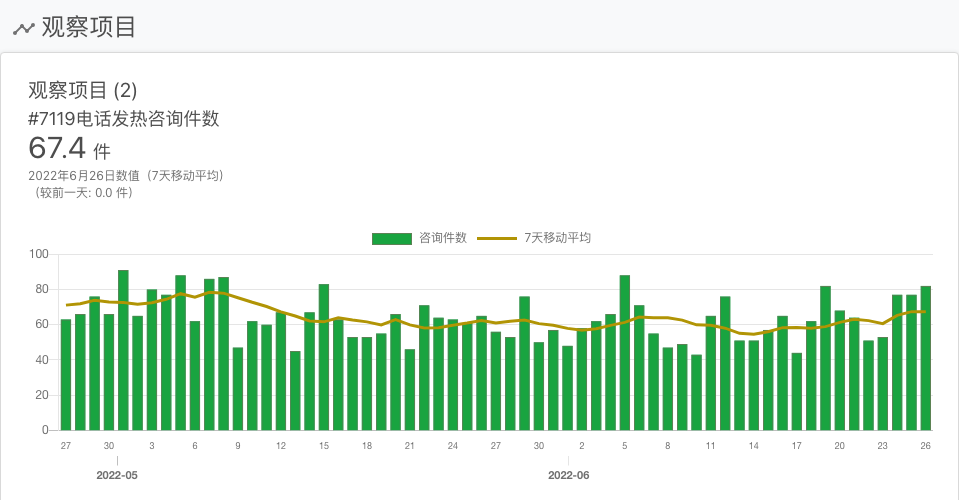 观察项目
观察项目 (2)
#7119电话发热咨询件数
67.4 件
2022年6月26日数值（7天移动平均）
（较前一天: 0.0 件）
咨询件数 7天移动平均
100
80
60
40
20
0
27 30 3 6 9 12 15 18 21 24 27 30 2 5 8 11 14 17 20 23 26
2022-05 2022-06